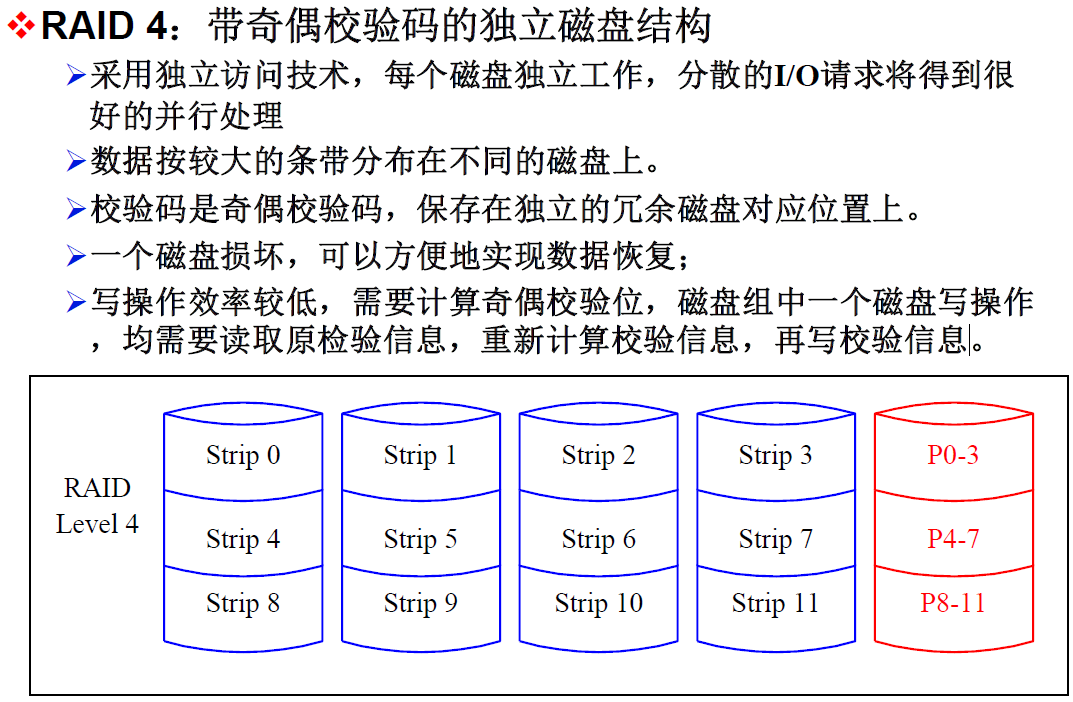 ❖RAID 4：带奇偶校验码的独立磁盘结构
➢采用独立访问技术，每个磁盘独立工作，分散的I/O请求将得到很
好的并行处理
➢数据按较大的条带分布在不同的磁盘上。
➢校验码是奇偶校验码，保存在独立的冗余磁盘对应位置上。
➢一个磁盘损坏，可以方便地实现数据恢复；
➢写操作效率较低，需要计算奇偶校验位，磁盘组中一个磁盘写操作
，均需要读取原检验信息，重新计算校验信息，再写校验信息。
RAID
Level 4
Strip 0 Strip 1 Strip 2 Strip 3 P0-3
Strip 4 Strip 5 Strip 6 Strip 7 P4-7
Strip 8 Strip 9 Strip 10 Strip 11 P8-11